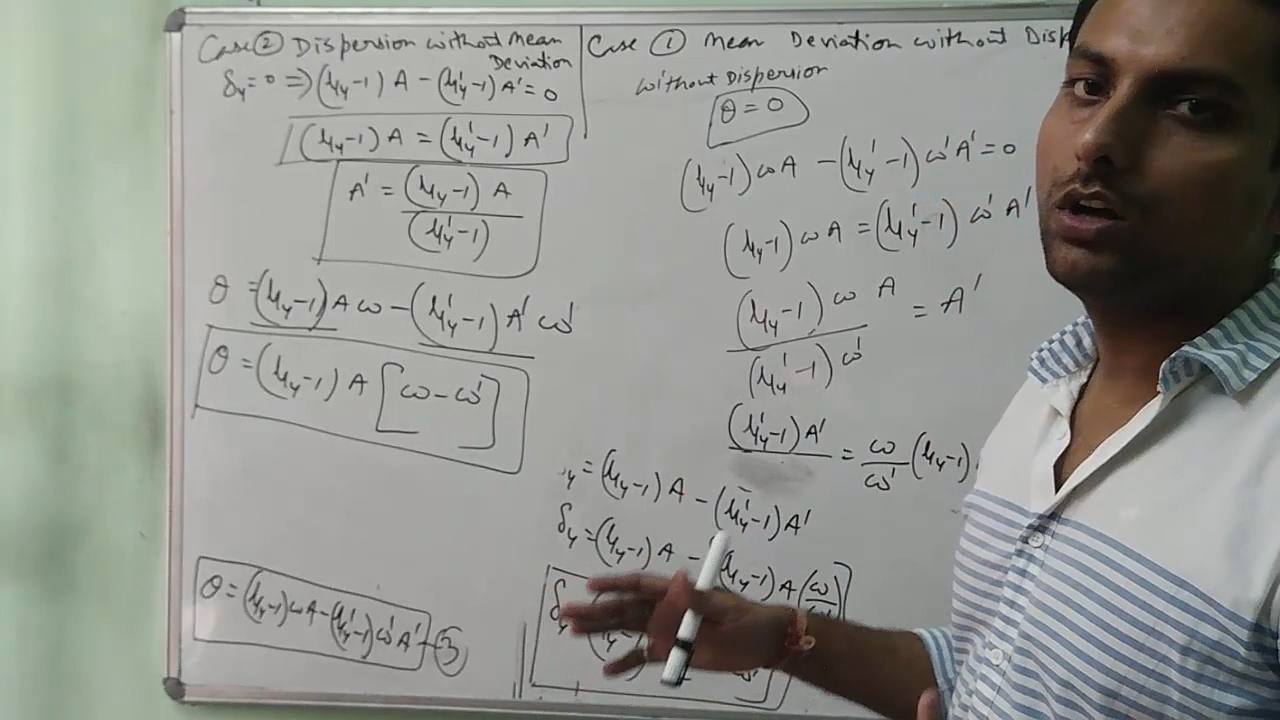 Case ② Dispersion without Mean
Deviation
δy = 0 ⇒ (μy-1) A - (μ'y-1) A' = 0
(μy-1) A = (μ'y-1) A'
A' = (μy-1) A
(μ'y-1)
θ = (μy-1) A ω - (μ'y-1) A' ω'
θ = (μy-1) A [ω - ω']
θ = (μy-1) ω A - (μ'y-1) ω' A' - ③
Case ① Mean Deviation without
without Dispersion
θ = 0
(μy-1) ω A - (μ'y-1) ω' A' = 0
(μy-1) ω A = (μ'y-1) ω' A'
(μy-1) ω A = A'
(μ'y-1) ω'
(μ'y-1) A' = ω (μy-1)
ω'
y = (μy-1) A - (μ'y-1) A'
δy = (μy-1) A - (μy-1) A (ω
δy